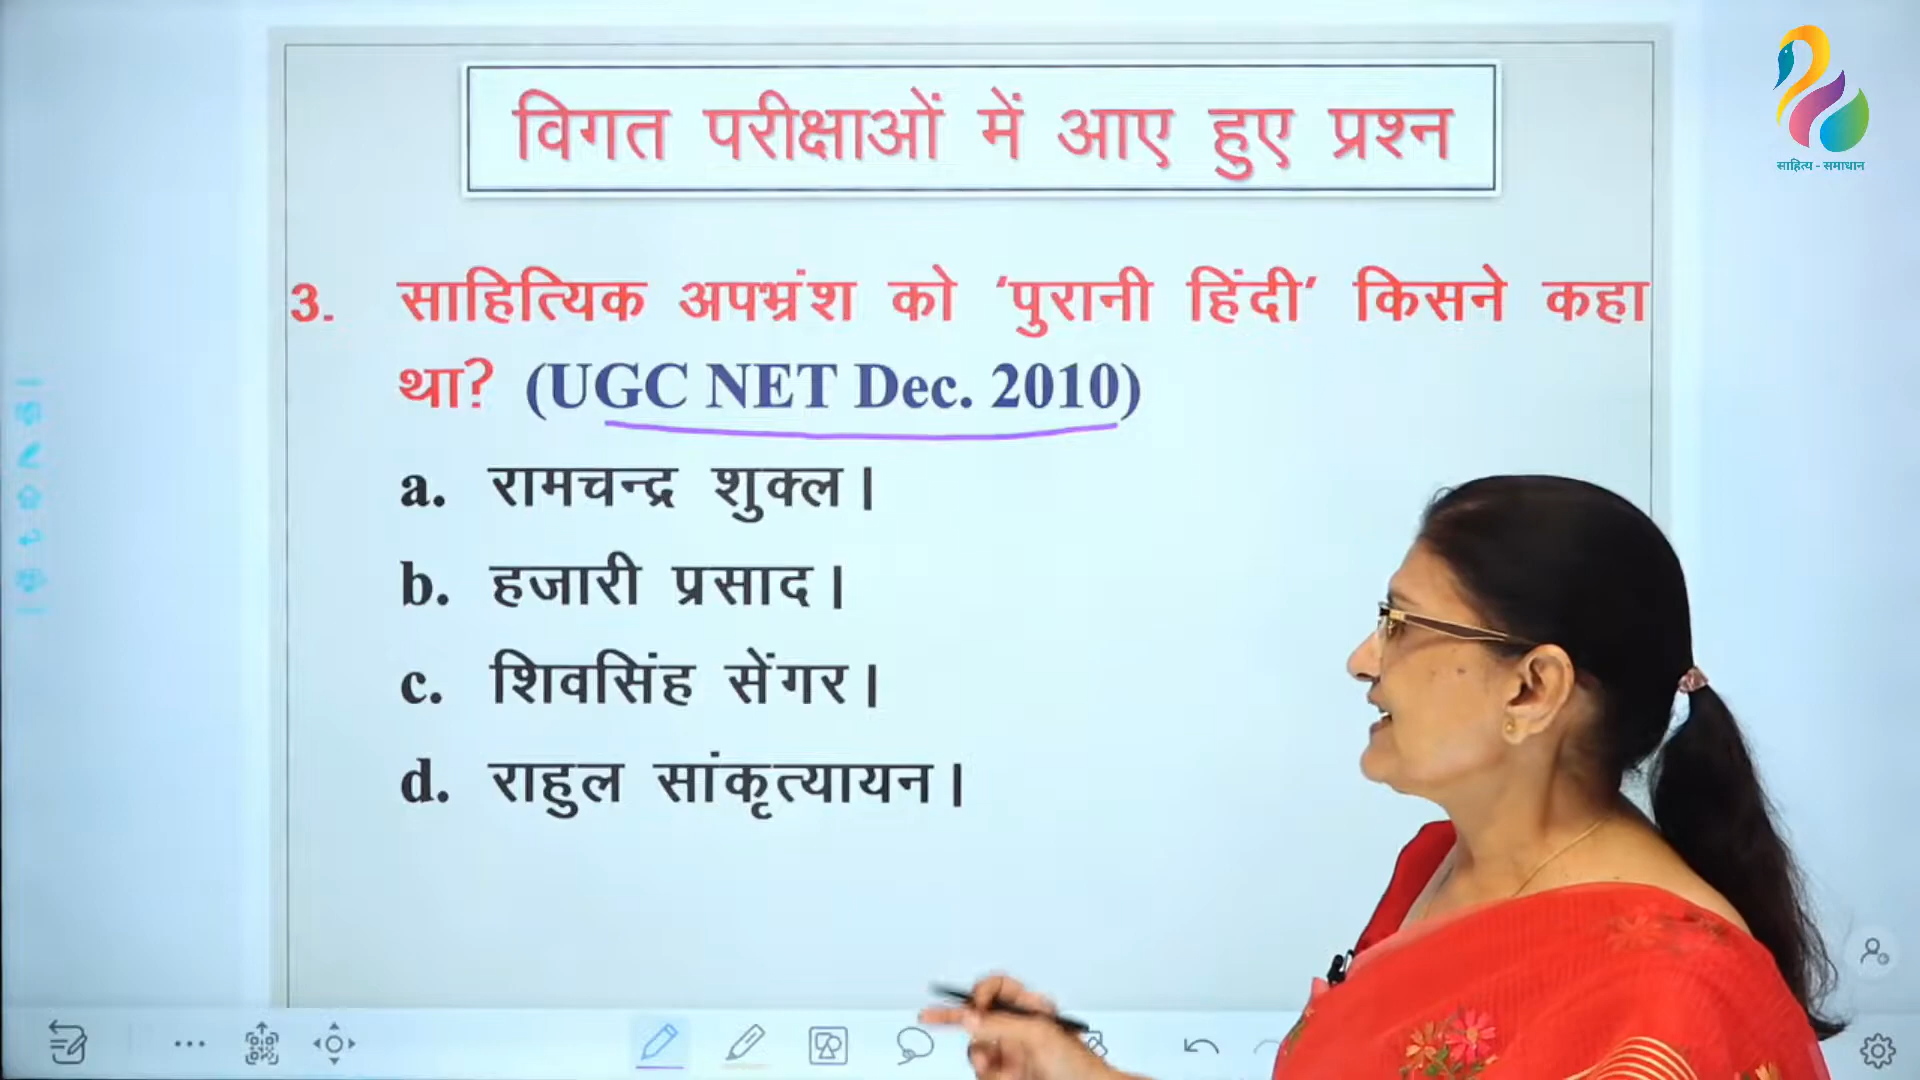 विगत परीक्षाओं में आए हुए प्रश्न
साहित्य - समाधान
3. साहित्यिक अपभ्रंश को 'पुरानी हिंदी' किसने कहा
था? (UGC NET Dec. 2010)
a. रामचन्द्र शुक्ल।
b. हजारी प्रसाद।
c. शिवसिंह सेंगर।
d. राहुल सांकृत्यायन।